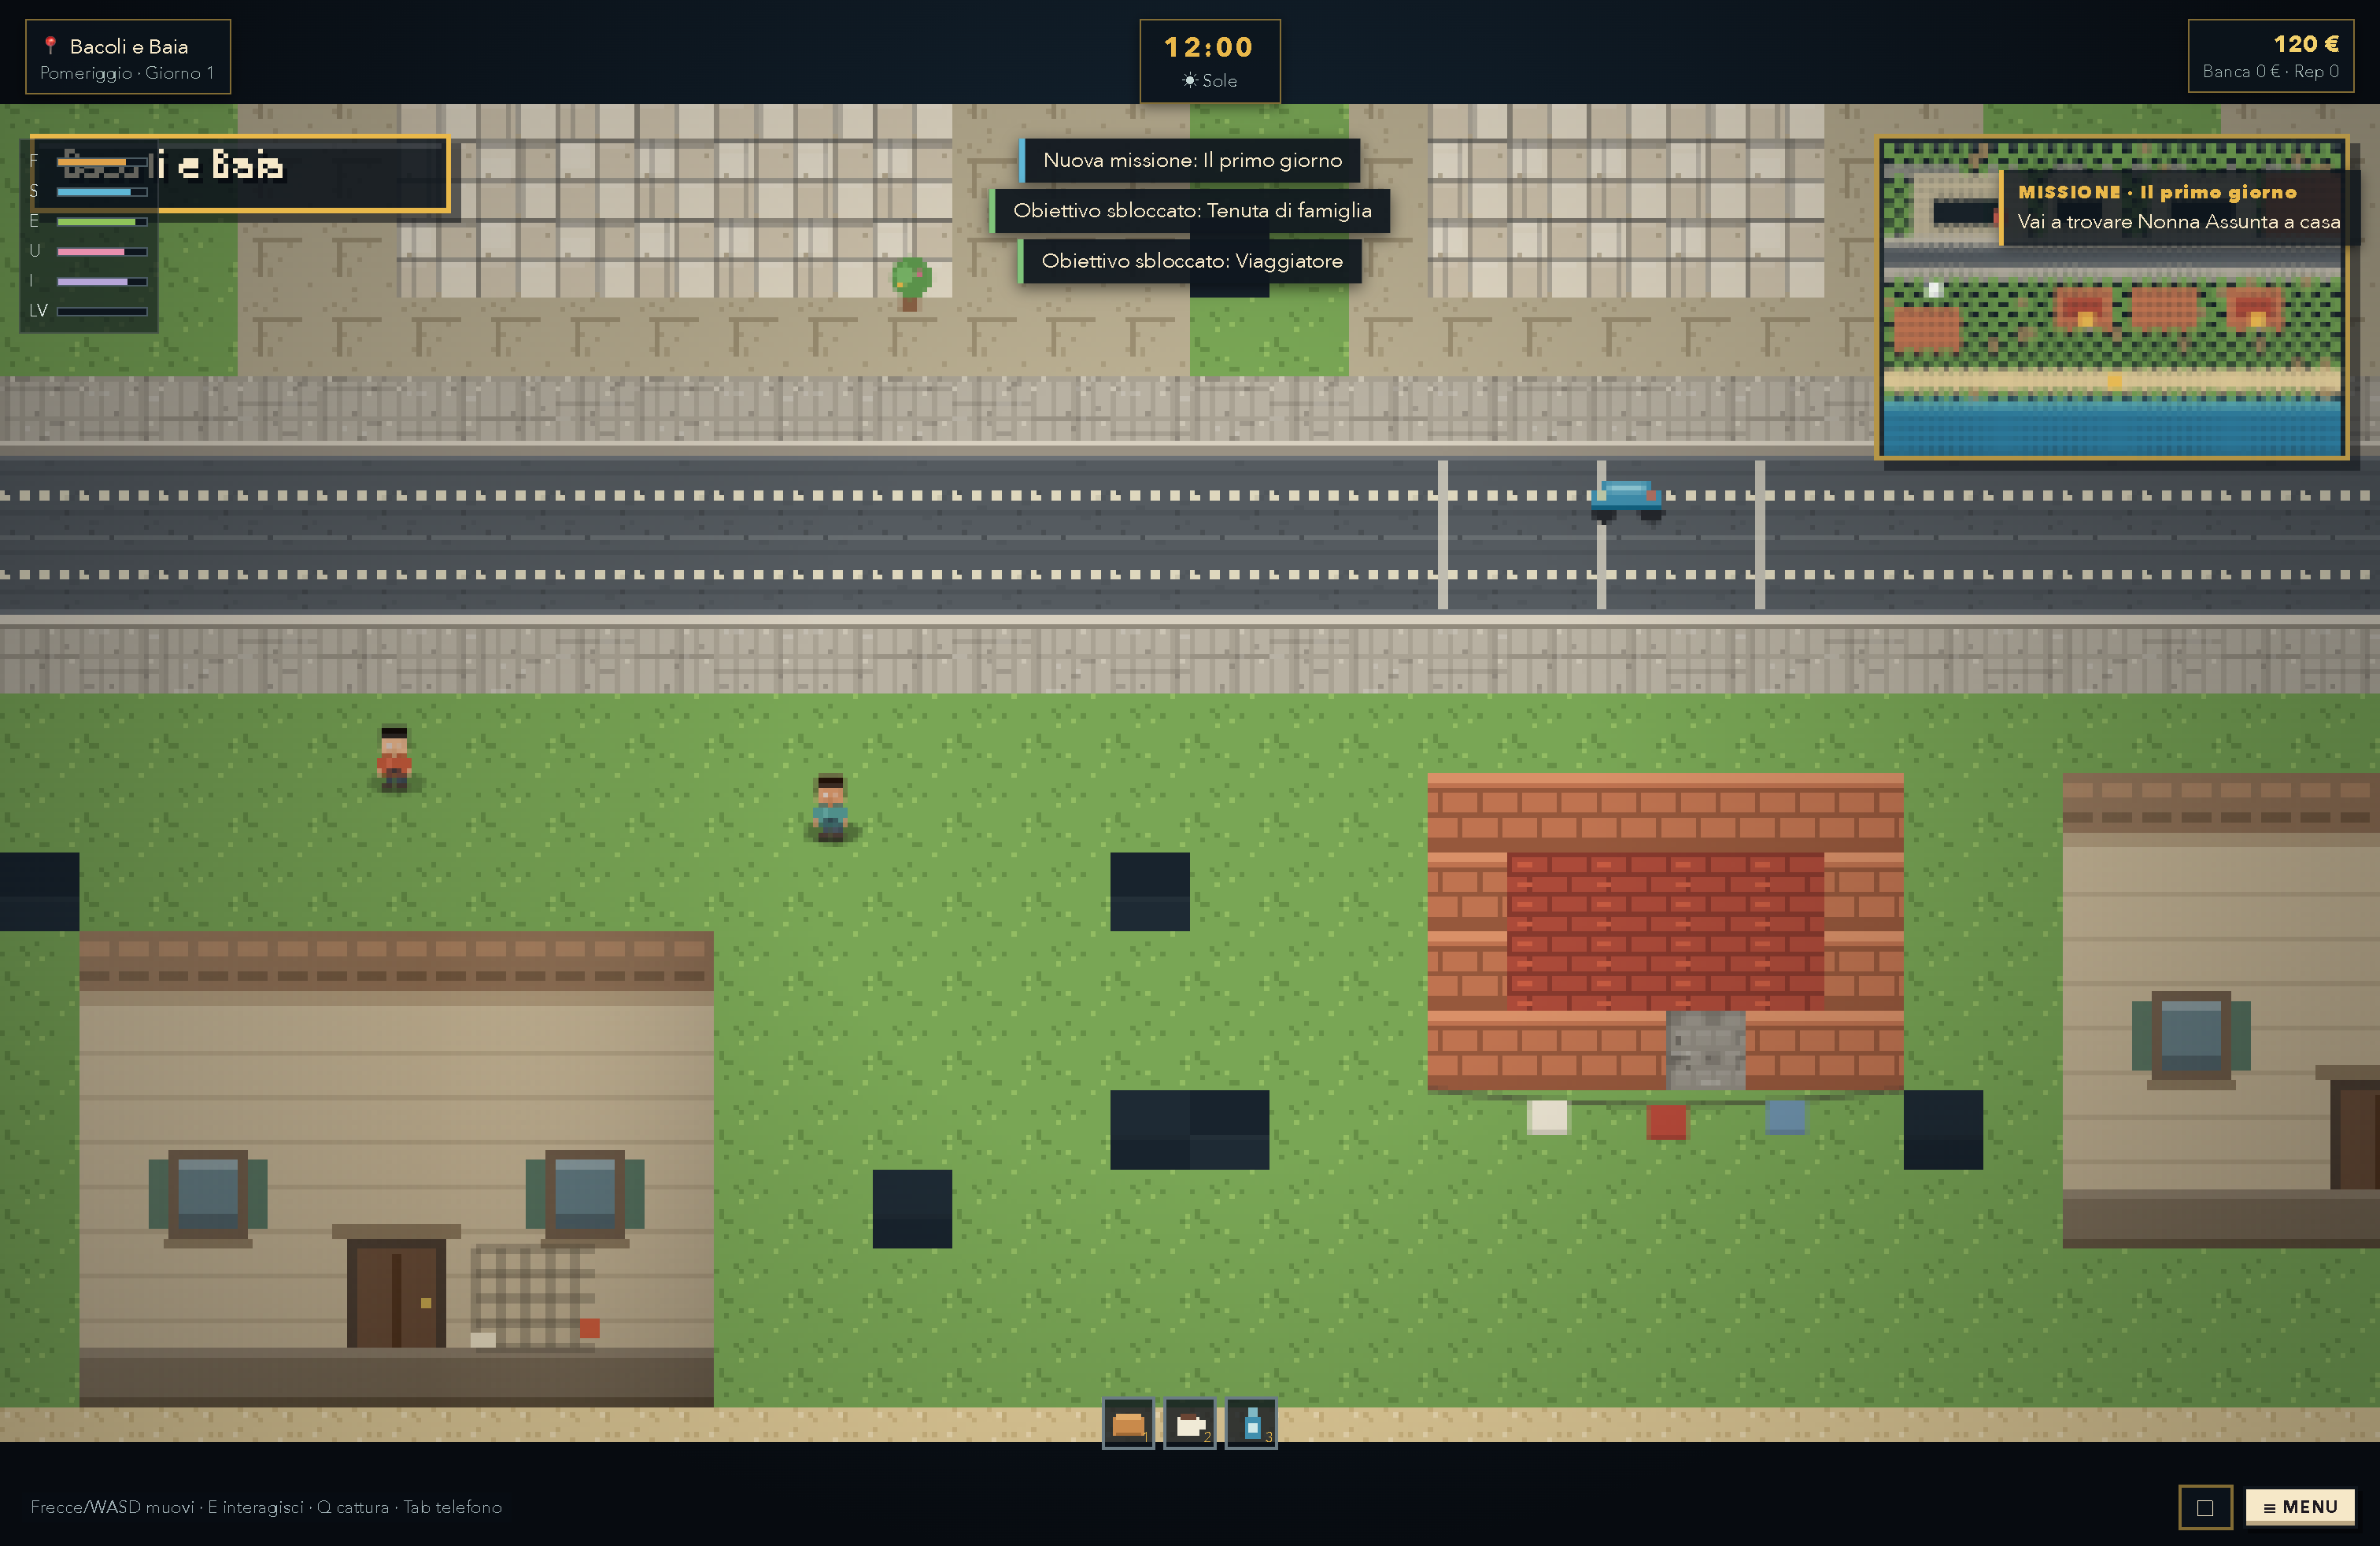 Bacoli e Baia
Pomeriggio · Giorno 1
12:00
☀ Sole
120 €
Banca 0 € · Rep 0
i e Baia
F
S
E
U
I
LV
Nuova missione: Il primo giorno
Obiettivo sbloccato: Tenuta di famiglia
Obiettivo sbloccato: Viaggiatore
MISSIONE · Il primo giorno
Vai a trovare Nonna Assunta a casa
1 2 3
Frecce/WASD muovi · E interagisci · Q cattura · Tab telefono
≡ MENU